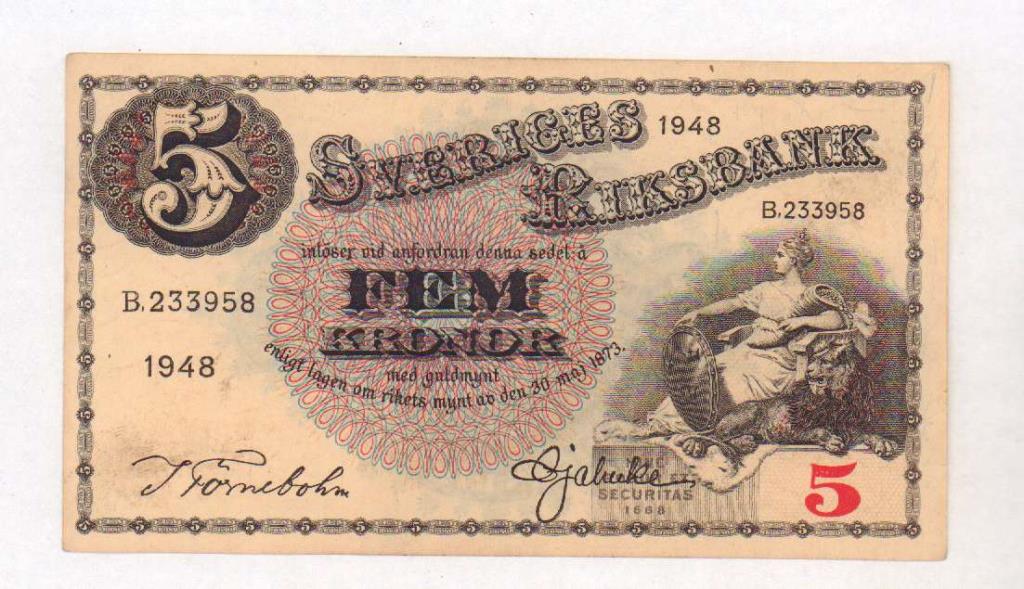 5
SVERIGES 1948
RIKSBANK
B.233958
inlöser vid anfordran denna sedel å
FEM
KRONOR
med guldmynt
enligt lagen om rikets mynt av den 30 maj 1873.
B.233958
1948
T Törnebohm
SECURITAS
1668
5